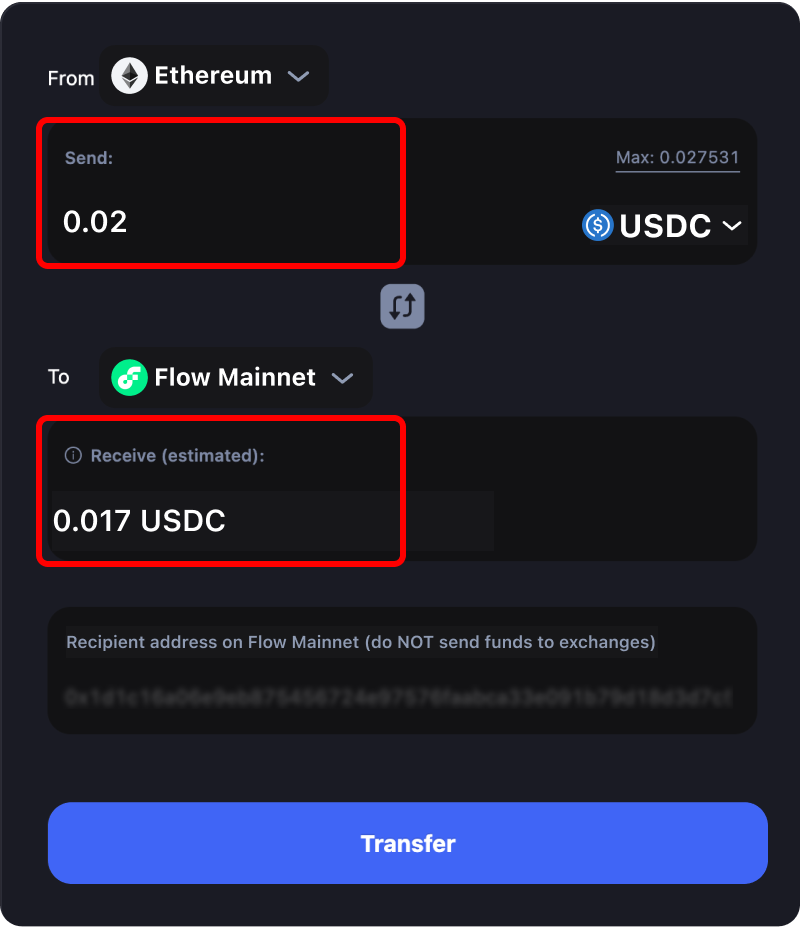 From Ethereum
Send:
Max: 0.027531
0.02
USDC
To Flow Mainnet
Receive (estimated):
0.017 USDC
Recipient address on Flow Mainnet (do NOT send funds to exchanges)
Transfer